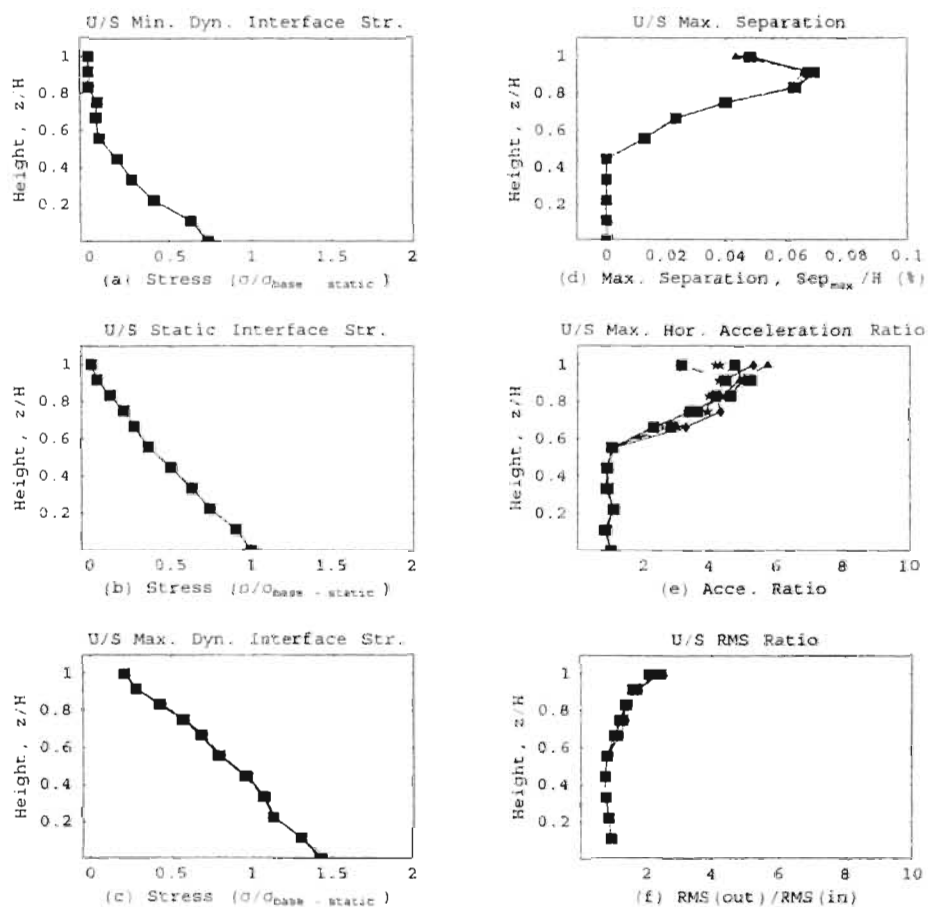 U/S Min. Dyn. Interface Str.
1
0.8
0.6
0.4
0.2
Height, z/H
0 0.5 1 1.5 2
(a) Stress (σ/σbase - static)
U/S Static Interface Str.
1
0.8
0.6
0.4
0.2
Height, z/H
0 0.5 1 1.5 2
(b) Stress (σ/σbase - static)
U/S Max. Dyn. Interface Str.
1
0.8
0.6
0.4
0.2
Height, z/H
0 0.5 1 1.5 2
(c) Stress (σ/σbase - static)
U/S Max. Separation
1
0.8
0.6
0.4
0.2
Height, z/H
0 0.02 0.04 0.06 0.08 0.1
(d) Max. Separation, Sepmax/H (%)
U/S Max. Hor. Acceleration Ratio
1
0.8
0.6
0.4
0.2
Height, z/H
2 4 6 8 10
(e) Acce. Ratio
U/S RMS Ratio
1
0.8
0.6
0.4
0.2
Height, z/H
2 4 6 8 10
(f) RMS(out)/RMS(in)